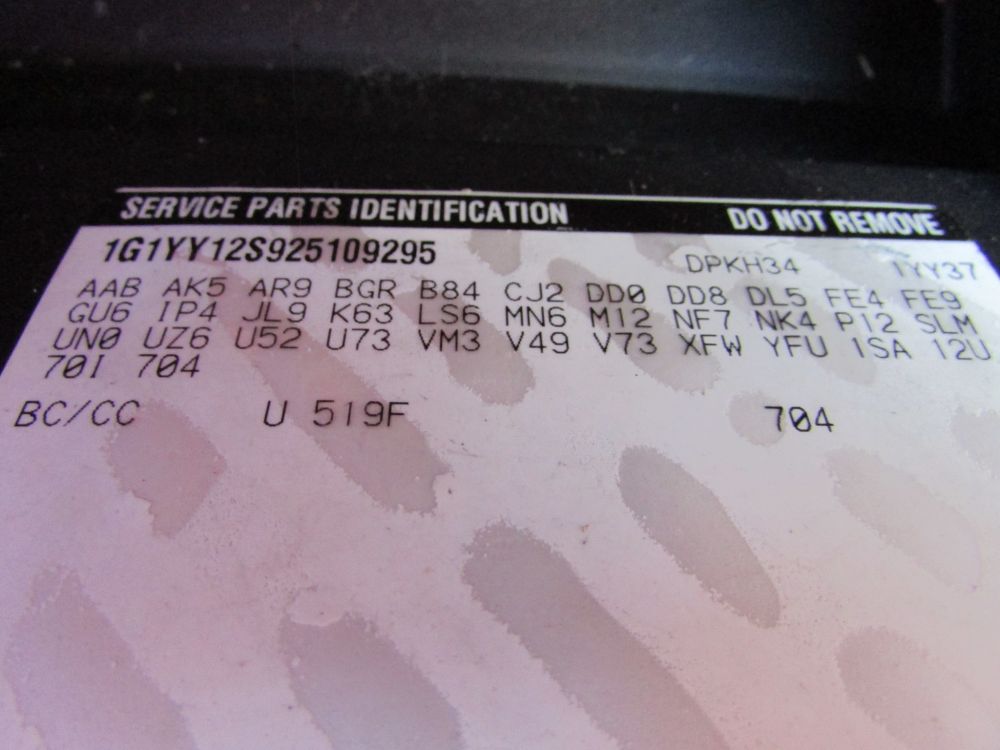 SERVICE PARTS IDENTIFICATION DO NOT REMOVE
1G1YY12S925109295 DPKH34 1YY37
AAB AK5 AR9 BGR B84 CJ2 DD0 DD8 DL5 FE4 FE9
GU6 IP4 JL9 K63 LS6 MN6 M12 NF7 NK4 P12 SLM
UN0 UZ6 U52 U73 VM3 V49 V73 XFW YFU 1SA 12U
70I 704
BC/CC U 519F 704